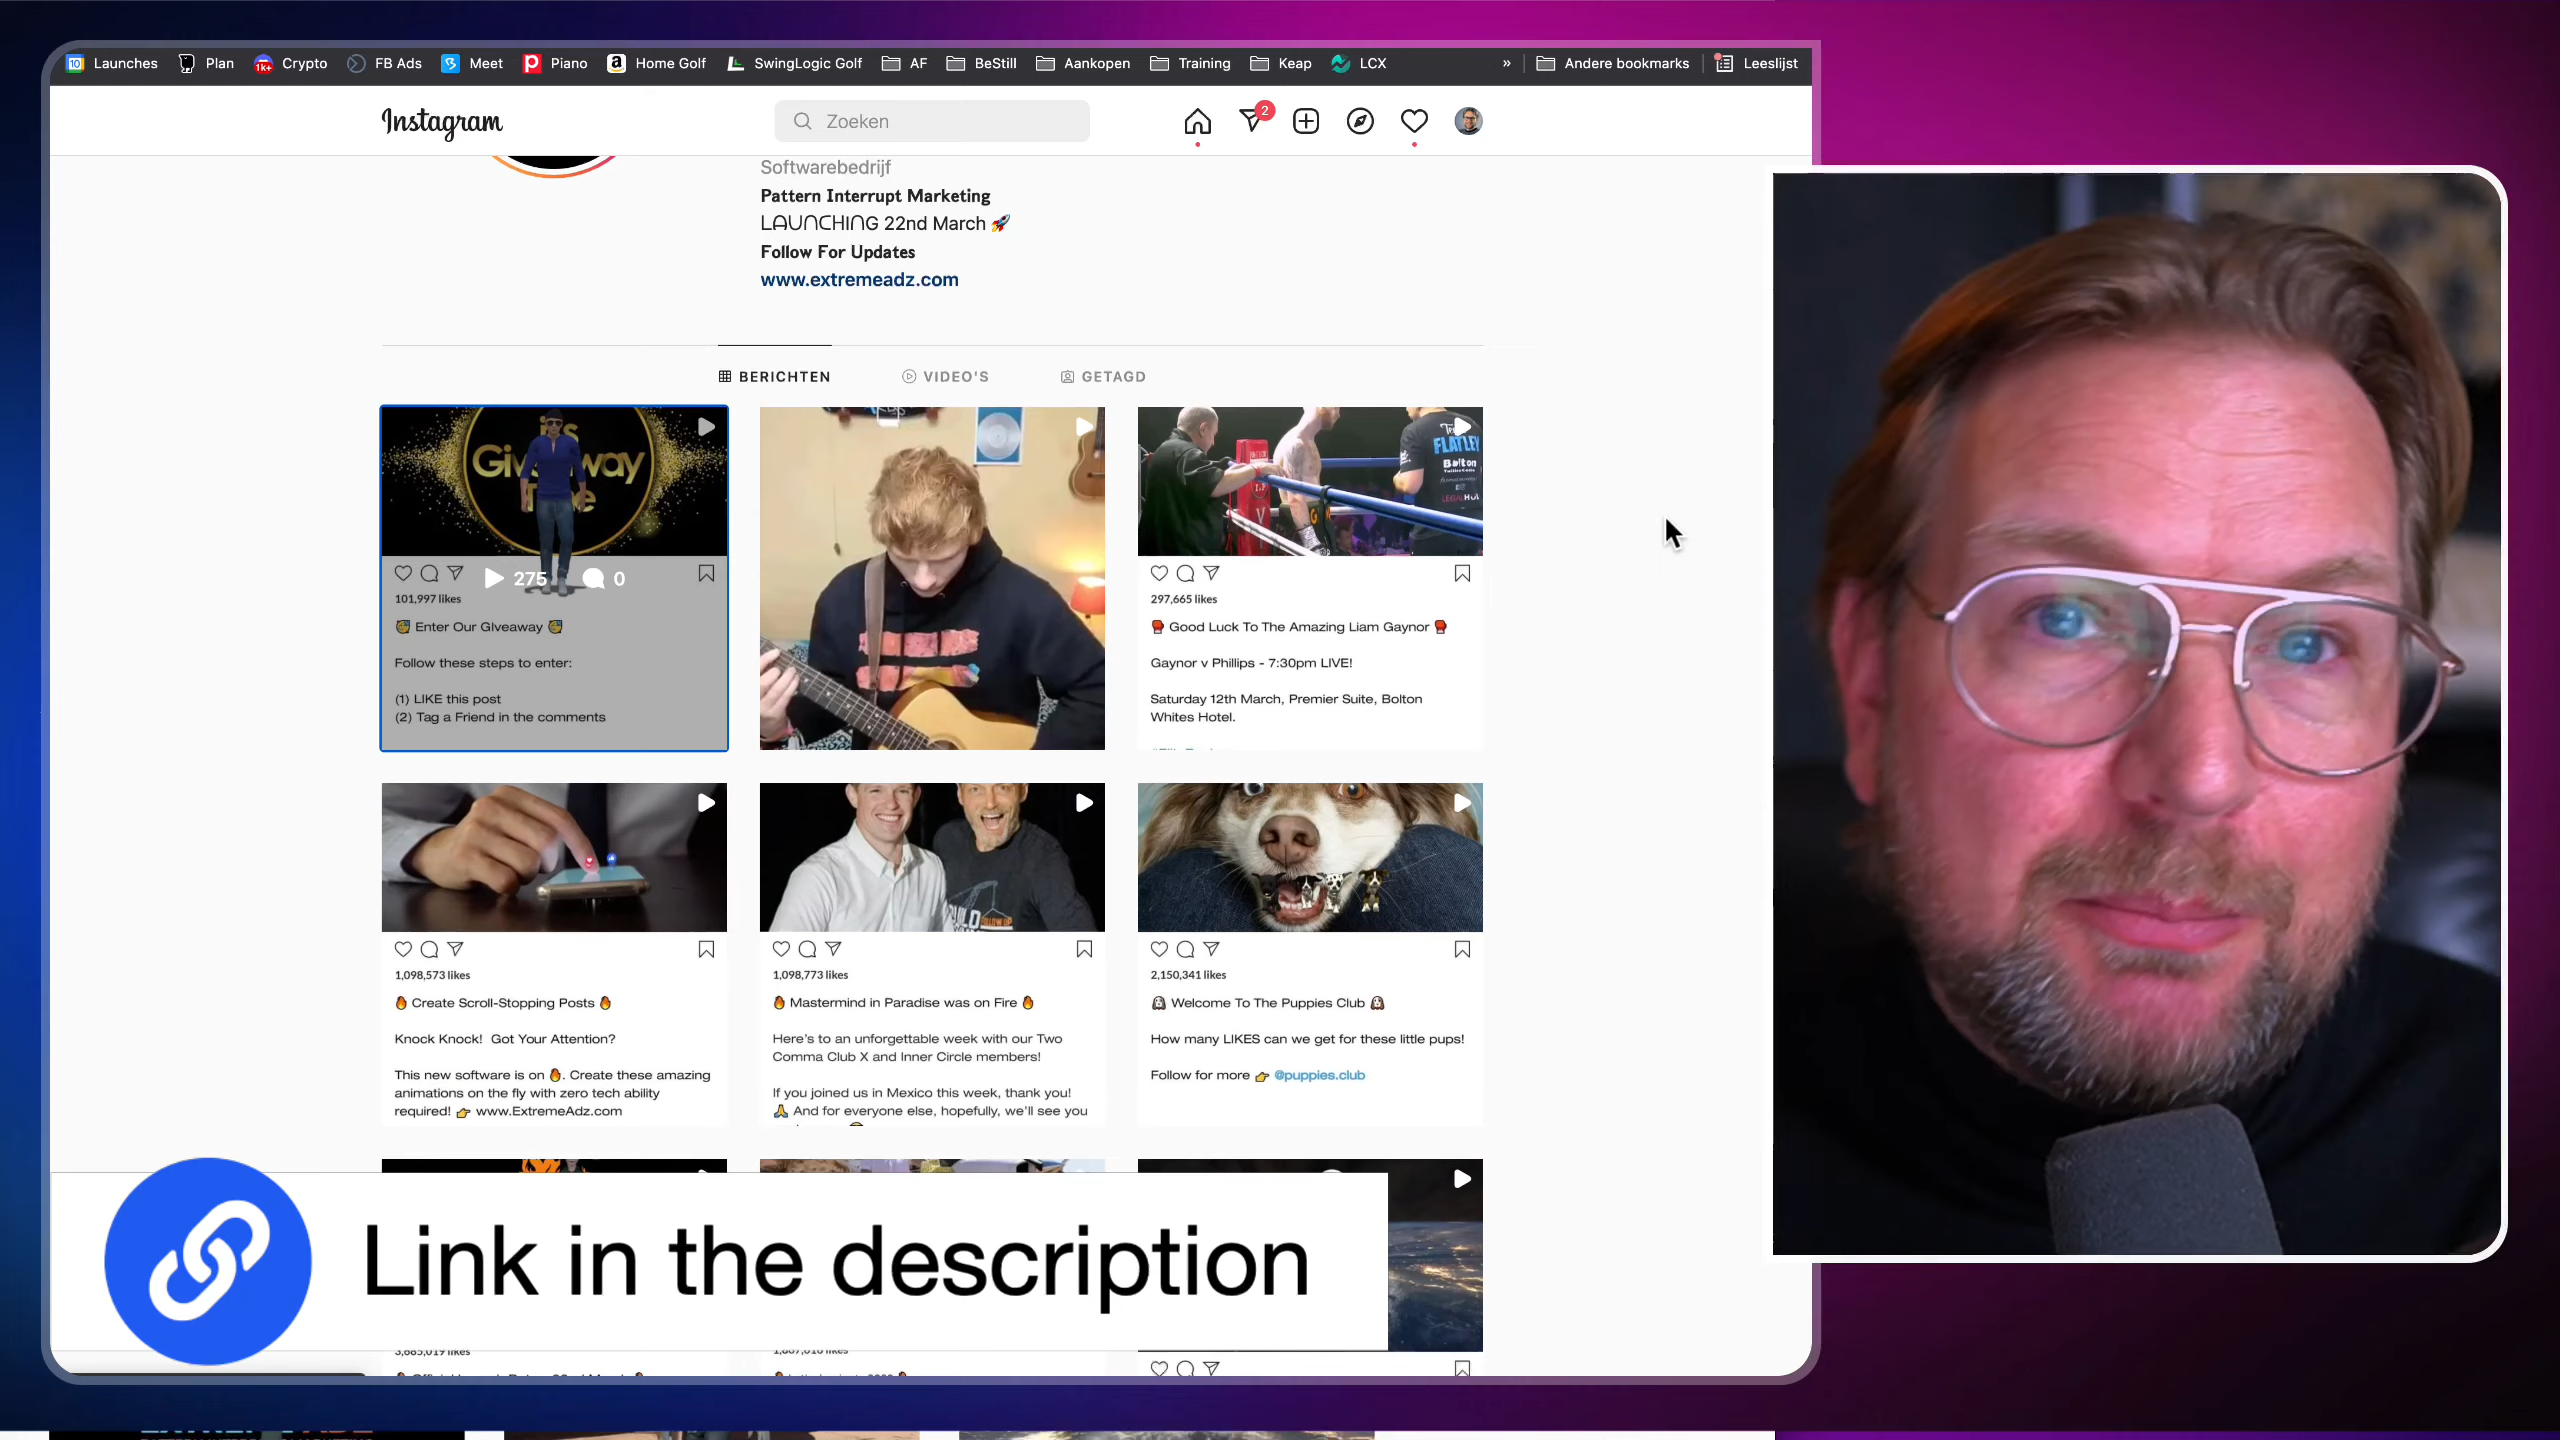 Launches Plan Crypto FB Ads Meet Piano Home Golf SwingLogic Golf AF BeStill Aankopen Training Keap LCX » Andere bookmarks Leeslijst
Instagram Zoeken 2
Softwarebedrijf
Pattern Interrupt Marketing
LAUNCHING 22nd March 🚀
Follow For Updates
www.extremeadz.com
BERICHTEN VIDEO'S GETAGD
275 0
101,997 likes
Enter Our Giveaway
Follow these steps to enter:
(1) LIKE this post
(2) Tag a Friend in the comments
FLATLEY
Bolton
297,665 likes
🥊 Good Luck To The Amazing Liam Gaynor 🥊
Gaynor v Phillips - 7:30pm LIVE!
Saturday 12th March, Premier Suite, Bolton
Whites Hotel.
1,098,573 likes
🔥 Create Scroll-Stopping Posts 🔥
Knock Knock! Got Your Attention?
This new software is on 🔥. Create these amazing
animations on the fly with zero tech ability
required! 👉 www.ExtremeAdz.com
1,098,773 likes
🔥 Mastermind in Paradise was on Fire 🔥
Here's to an unforgettable week with our Two
Comma Club X and Inner Circle members!
If you joined us in Mexico this week, thank you!
🙏 And for everyone else, hopefully, we'll see you
2,150,341 likes
🐶 Welcome To The Puppies Club 🐶
How many LIKES can we get for these little pups!
Follow for more 👉 @puppies.club
Link in the description